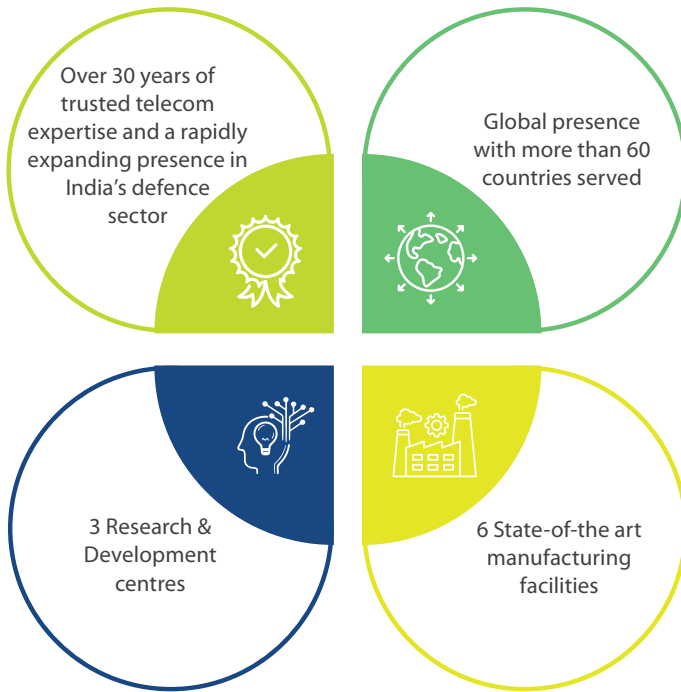 Over 30 years of
trusted telecom
expertise and a rapidly
expanding presence in
India’s defence
sector
Global presence
with more than 60
countries served
3 Research &
Development
centres
6 State-of-the art
manufacturing
facilities